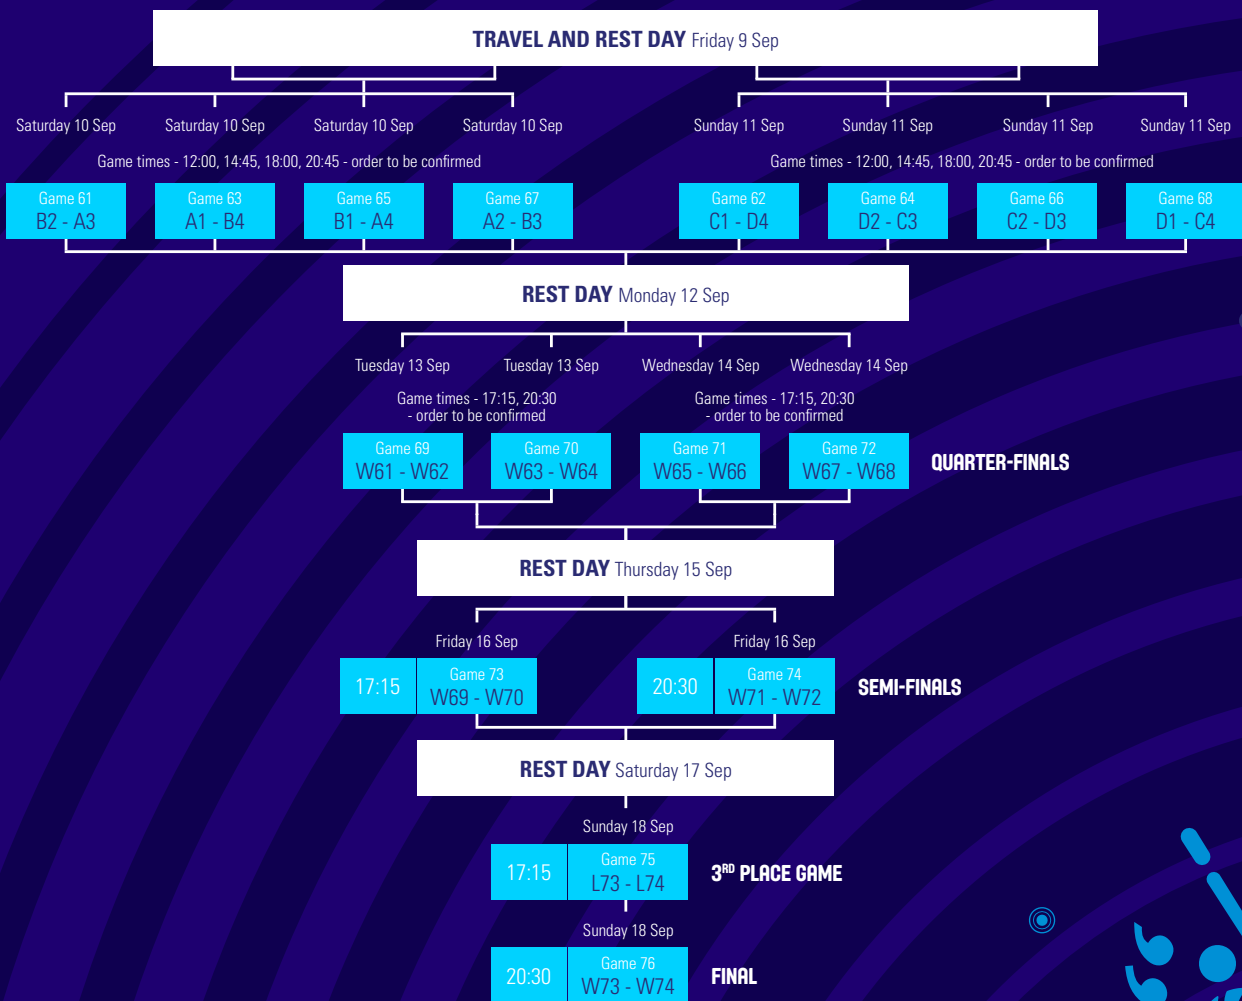 TRAVEL AND REST DAY Friday 9 Sep
Saturday 10 Sep Saturday 10 Sep Saturday 10 Sep Saturday 10 Sep Sunday 11 Sep Sunday 11 Sep Sunday 11 Sep Sunday 11 Sep
Game times - 12:00, 14:45, 18:00, 20:45 - order to be confirmed Game times - 12:00, 14:45, 18:00, 20:45 - order to be confirmed
Game 61 Game 63 Game 65 Game 67 Game 62 Game 64 Game 66 Game 68
B2 - A3 A1 - B4 B1 - A4 A2 - B3 C1 - D4 D2 - C3 C2 - D3 D1 - C4
REST DAY Monday 12 Sep
Tuesday 13 Sep Tuesday 13 Sep Wednesday 14 Sep Wednesday 14 Sep
Game times - 17:15, 20:30 Game times - 17:15, 20:30
- order to be confirmed - order to be confirmed
Game 69 Game 70 Game 71 Game 72
W61 - W62 W63 - W64 W65 - W66 W67 - W68 QUARTER-FINALS
REST DAY Thursday 15 Sep
Friday 16 Sep Friday 16 Sep
17:15 Game 73 20:30 Game 74 SEMI-FINALS
W69 - W70 W71 - W72
REST DAY Saturday 17 Sep
Sunday 18 Sep
17:15 Game 75 3RD PLACE GAME
L73 - L74
Sunday 18 Sep
20:30 Game 76 FINAL
W73 - W74